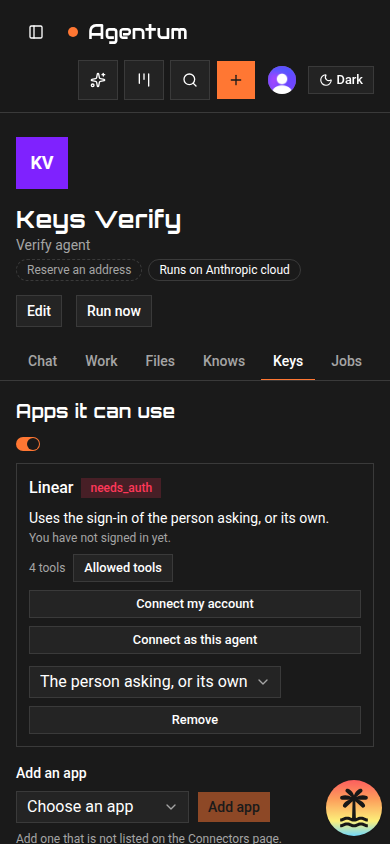 Agentum
Dark
KV
Keys Verify
Verify agent
Reserve an address
Runs on Anthropic cloud
Edit
Run now
Chat
Work
Files
Knows
Keys
Jobs
Apps it can use
Linear
needs_auth
Uses the sign-in of the person asking, or its own.
You have not signed in yet.
4 tools
Allowed tools
Connect my account
Connect as this agent
The person asking, or its own
Remove
Add an app
Choose an app
Add app
Add one that is not listed on the Connectors page.